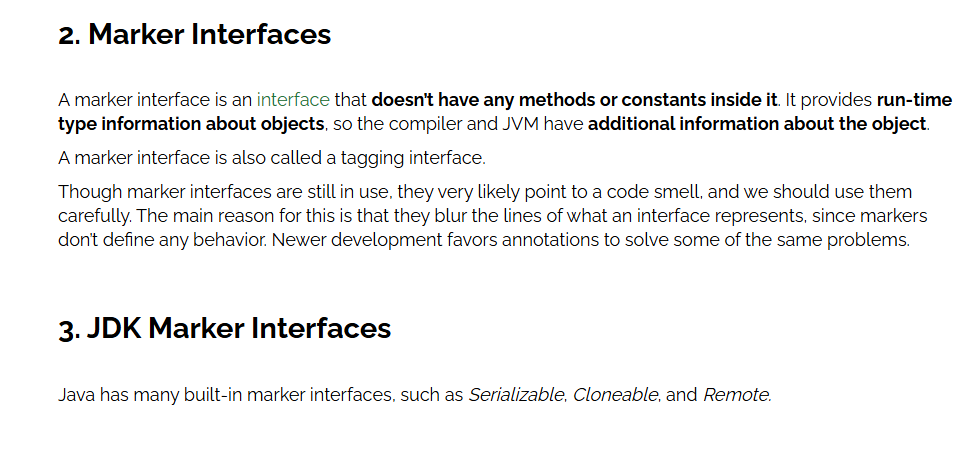 2. Marker Interfaces
A marker interface is an interface that doesn't have any methods or constants inside it. It provides run-time
type information about objects, so the compiler and JVM have additional information about the object.
A marker interface is also called a tagging interface.
Though marker interfaces are still in use, they very likely point to a code smell, and we should use them
carefully. The main reason for this is that they blur the lines of what an interface represents, since markers
don't define any behavior. Newer development favors annotations to solve some of the same problems.
3. JDK Marker Interfaces
Java has many built-in marker interfaces, such as Serializable, Cloneable, and Remote.